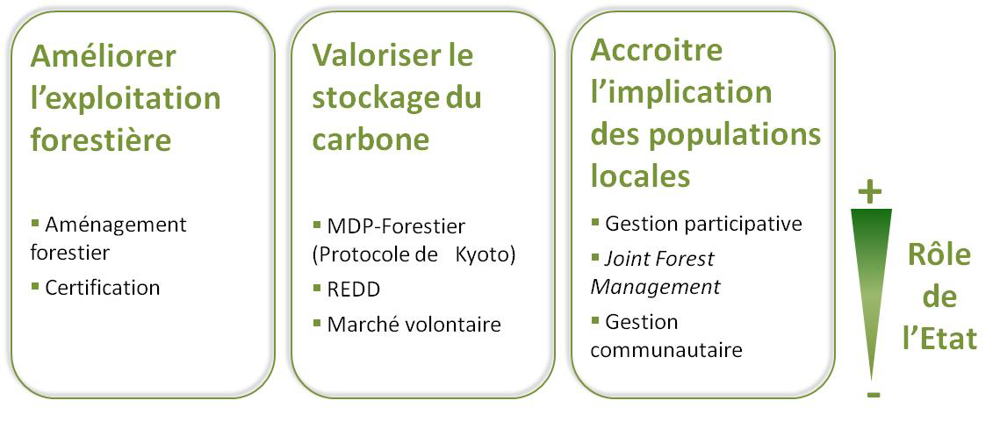 Améliorer
l’exploitation
forestière
▪ Aménagement
forestier
▪ Certification
Valoriser le
stockage du
carbone
▪ MDP-Forestier
(Protocole de Kyoto)
▪ REDD
▪ Marché volontaire
Accroitre
l’implication
des populations
locales
▪ Gestion participative
▪ Joint Forest
Management
▪ Gestion
communautaire
+
Rôle
de
l’Etat
-